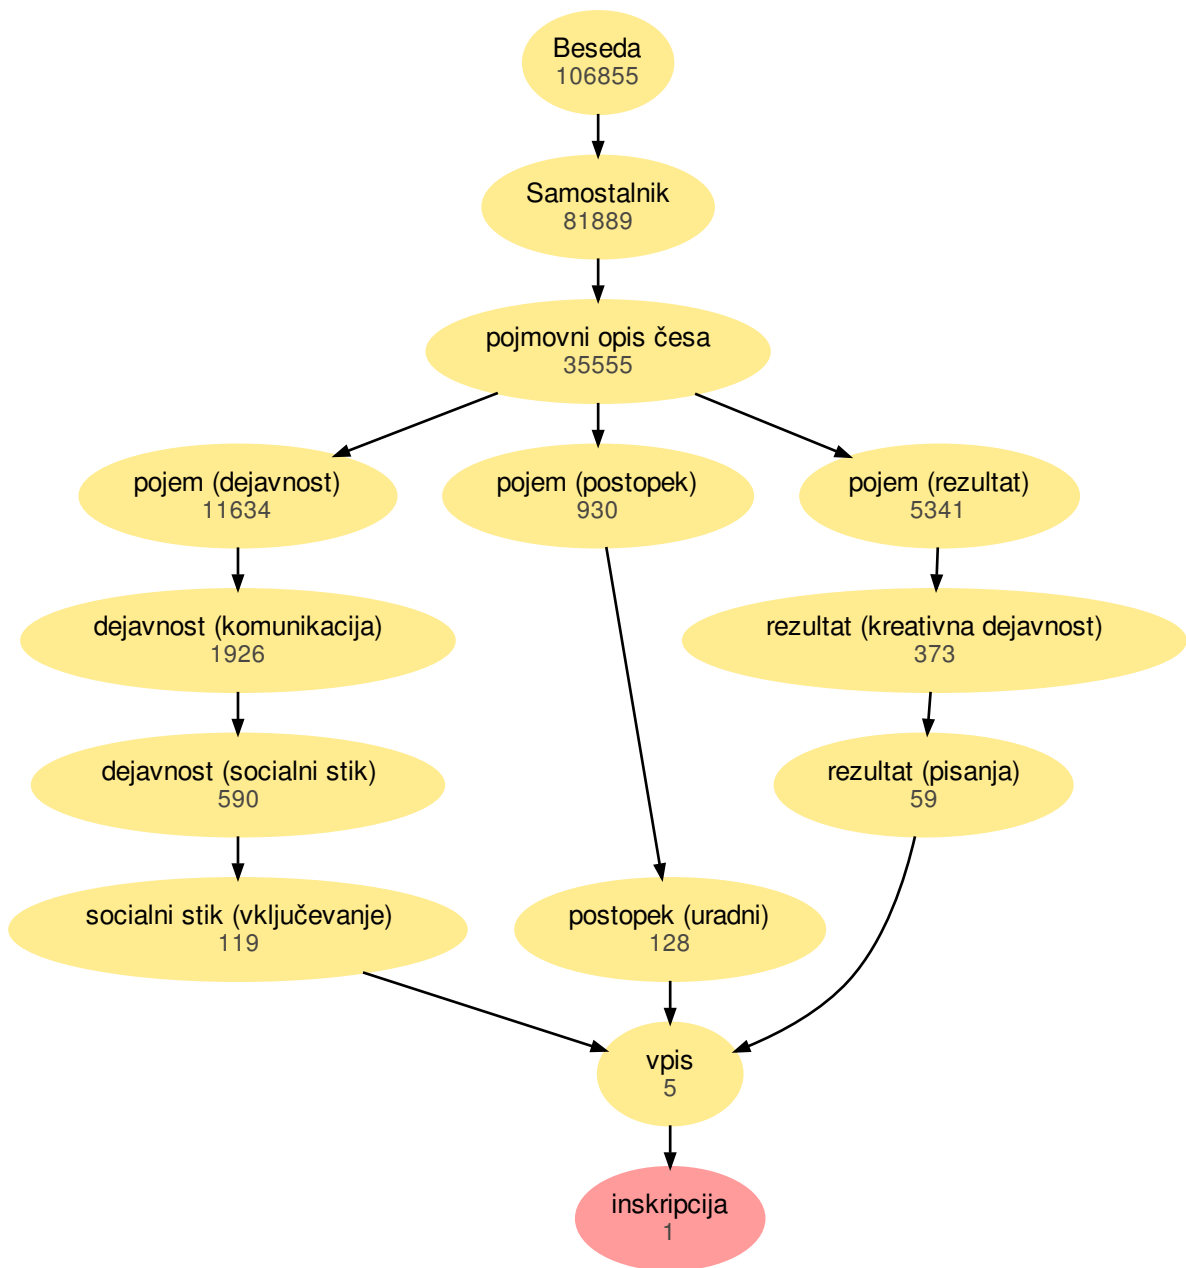 Beseda
106855
Samostalnik
81889
pojmovni opis česa
35555
pojem (dejavnost)
11634
pojem (postopek)
930
pojem (rezultat)
5341
dejavnost (komunikacija)
1926
rezultat (kreativna dejavnost)
373
dejavnost (socialni stik)
590
rezultat (pisanja)
59
socialni stik (vključevanje)
119
postopek (uradni)
128
vpis
5
inskripcija
1